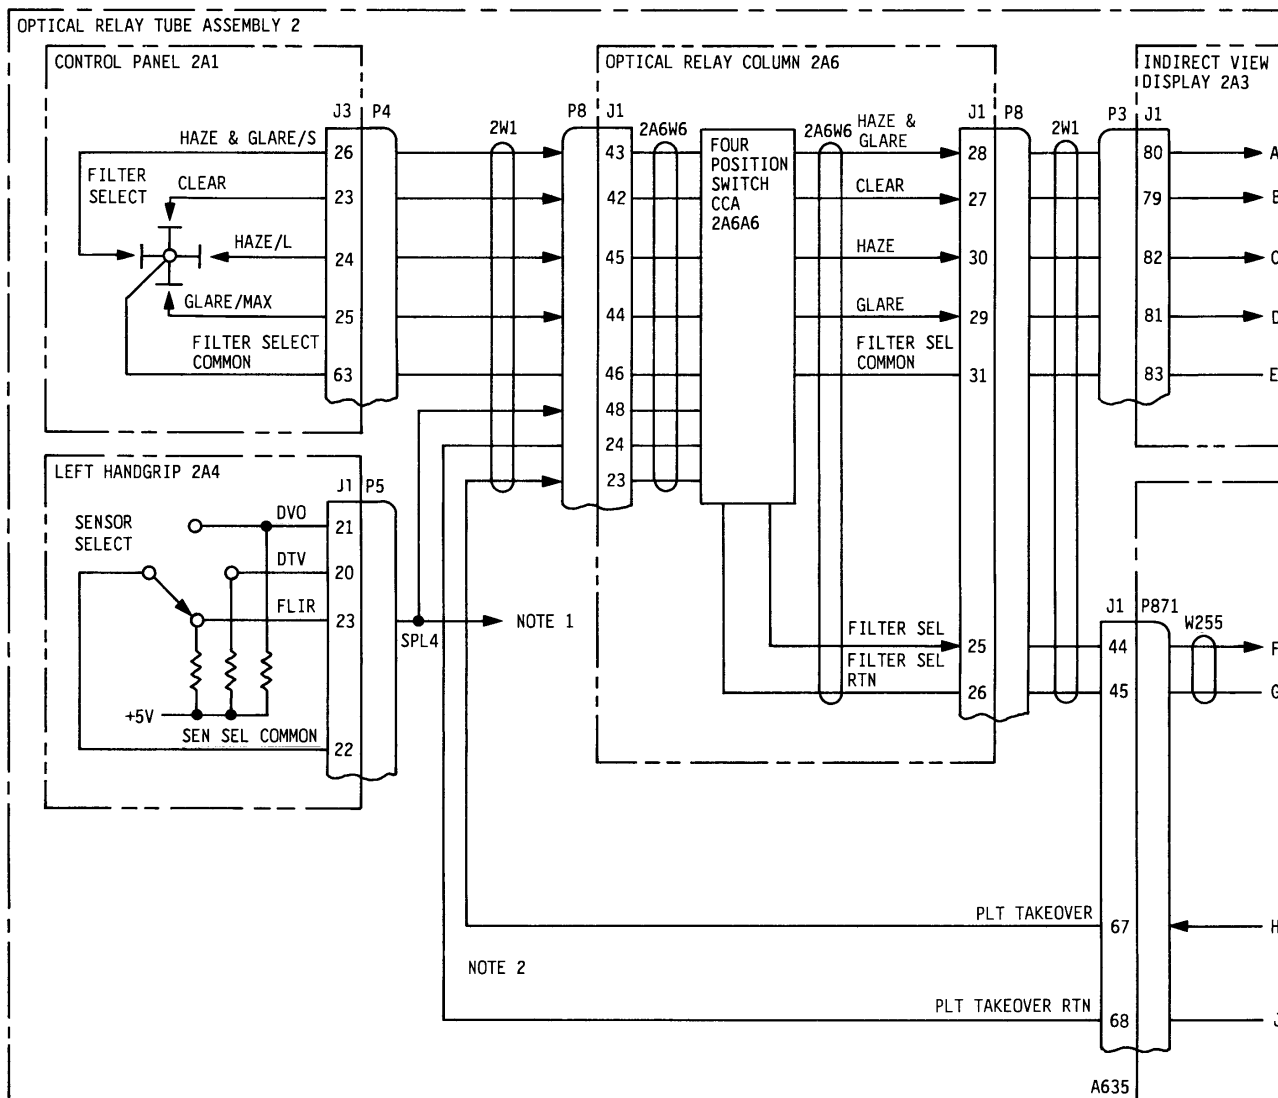 OPTICAL RELAY TUBE ASSEMBLY 2
CONTROL PANEL 2A1
J3 P4
HAZE & GLARE/S
26
FILTER
SELECT
CLEAR
23
HAZE/L
24
GLARE/MAX
25
FILTER SELECT
COMMON
63
2W1
OPTICAL RELAY COLUMN 2A6
P8 J1
43
42
45
44
46
48
24
23
2A6W6
FOUR
POSITION
SWITCH
CCA
2A6A6
2A6W6
HAZE &
GLARE
CLEAR
HAZE
GLARE
FILTER SEL
COMMON
J1 P8
28
27
30
29
31
FILTER SEL
25
FILTER SEL
RTN
26
2W1
INDIRECT VIEW
DISPLAY 2A3
P3 J1
80
79
82
81
83
A
B
C
D
E
LEFT HANDGRIP 2A4
J1 P5
SENSOR
SELECT
DVO
21
DTV
20
FLIR
23
+5V
SEN SEL COMMON
22
SPL4
NOTE 1
J1 P871
W255
44
45
F
G
PLT TAKEOVER
67
H
NOTE 2
PLT TAKEOVER RTN
68
J
A635